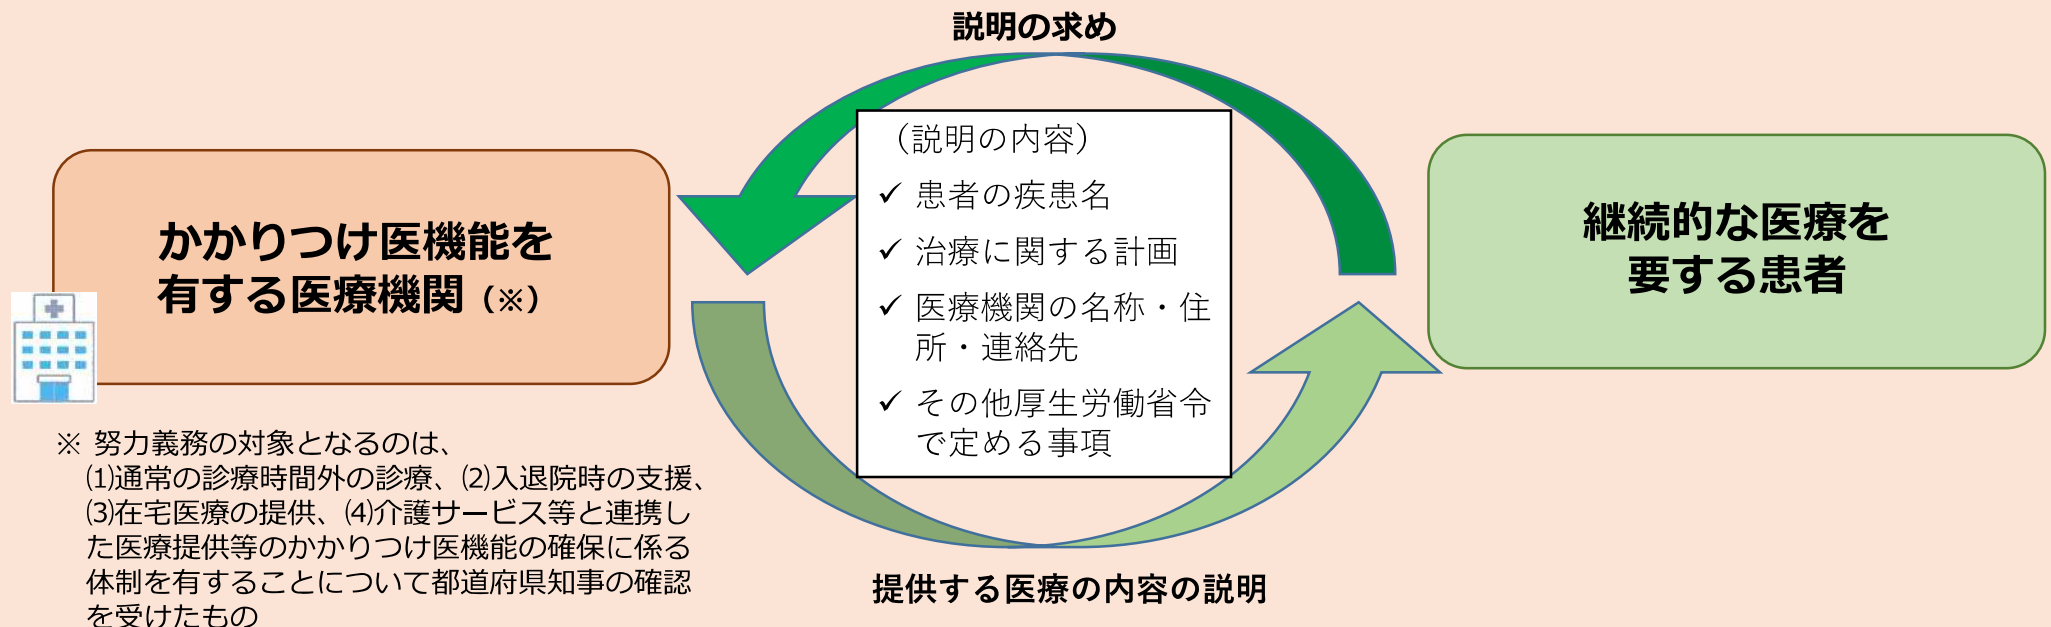 説明の求め
かかりつけ医機能を
有する医療機関（※）
（説明の内容）
✓ 患者の疾患名
✓ 治療に関する計画
✓ 医療機関の名称・住
所・連絡先
✓ その他厚生労働省令
で定める事項
継続的な医療を
要する患者
提供する医療の内容の説明
※ 努力義務の対象となるのは、
⑴通常の診療時間外の診療、⑵入退院時の支援、
⑶在宅医療の提供、⑷介護サービス等と連携し
た医療提供等のかかりつけ医機能の確保に係る
体制を有することについて都道府県知事の確認
を受けたもの